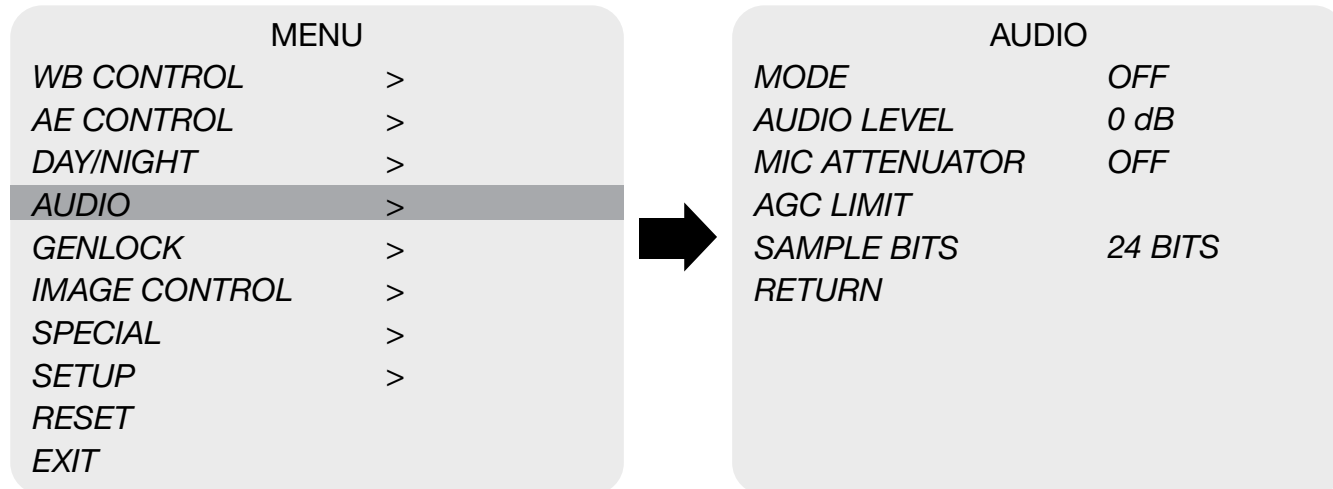 MENU
WB CONTROL >
AE CONTROL >
DAY/NIGHT >
AUDIO >
GENLOCK >
IMAGE CONTROL >
SPECIAL >
SETUP >
RESET
EXIT
AUDIO
MODE OFF
AUDIO LEVEL 0 dB
MIC ATTENUATOR OFF
AGC LIMIT
SAMPLE BITS 24 BITS
RETURN